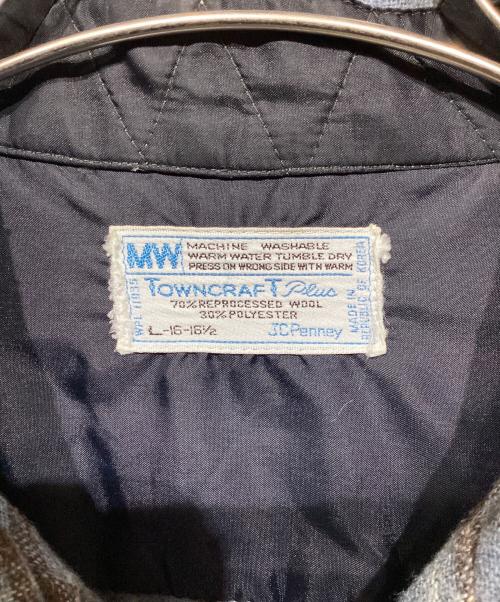 MW
MACHINE WASHABLE
WARM WATER TUMBLE DRY
PRESS ON WRONG SIDE WITH WARM
TOWNCRAFT Plus
70% REPROCESSED WOOL
30% POLYESTER
L-16-16½ JCPenney
WPL
MADE IN
REPUBLIC OF KOREA